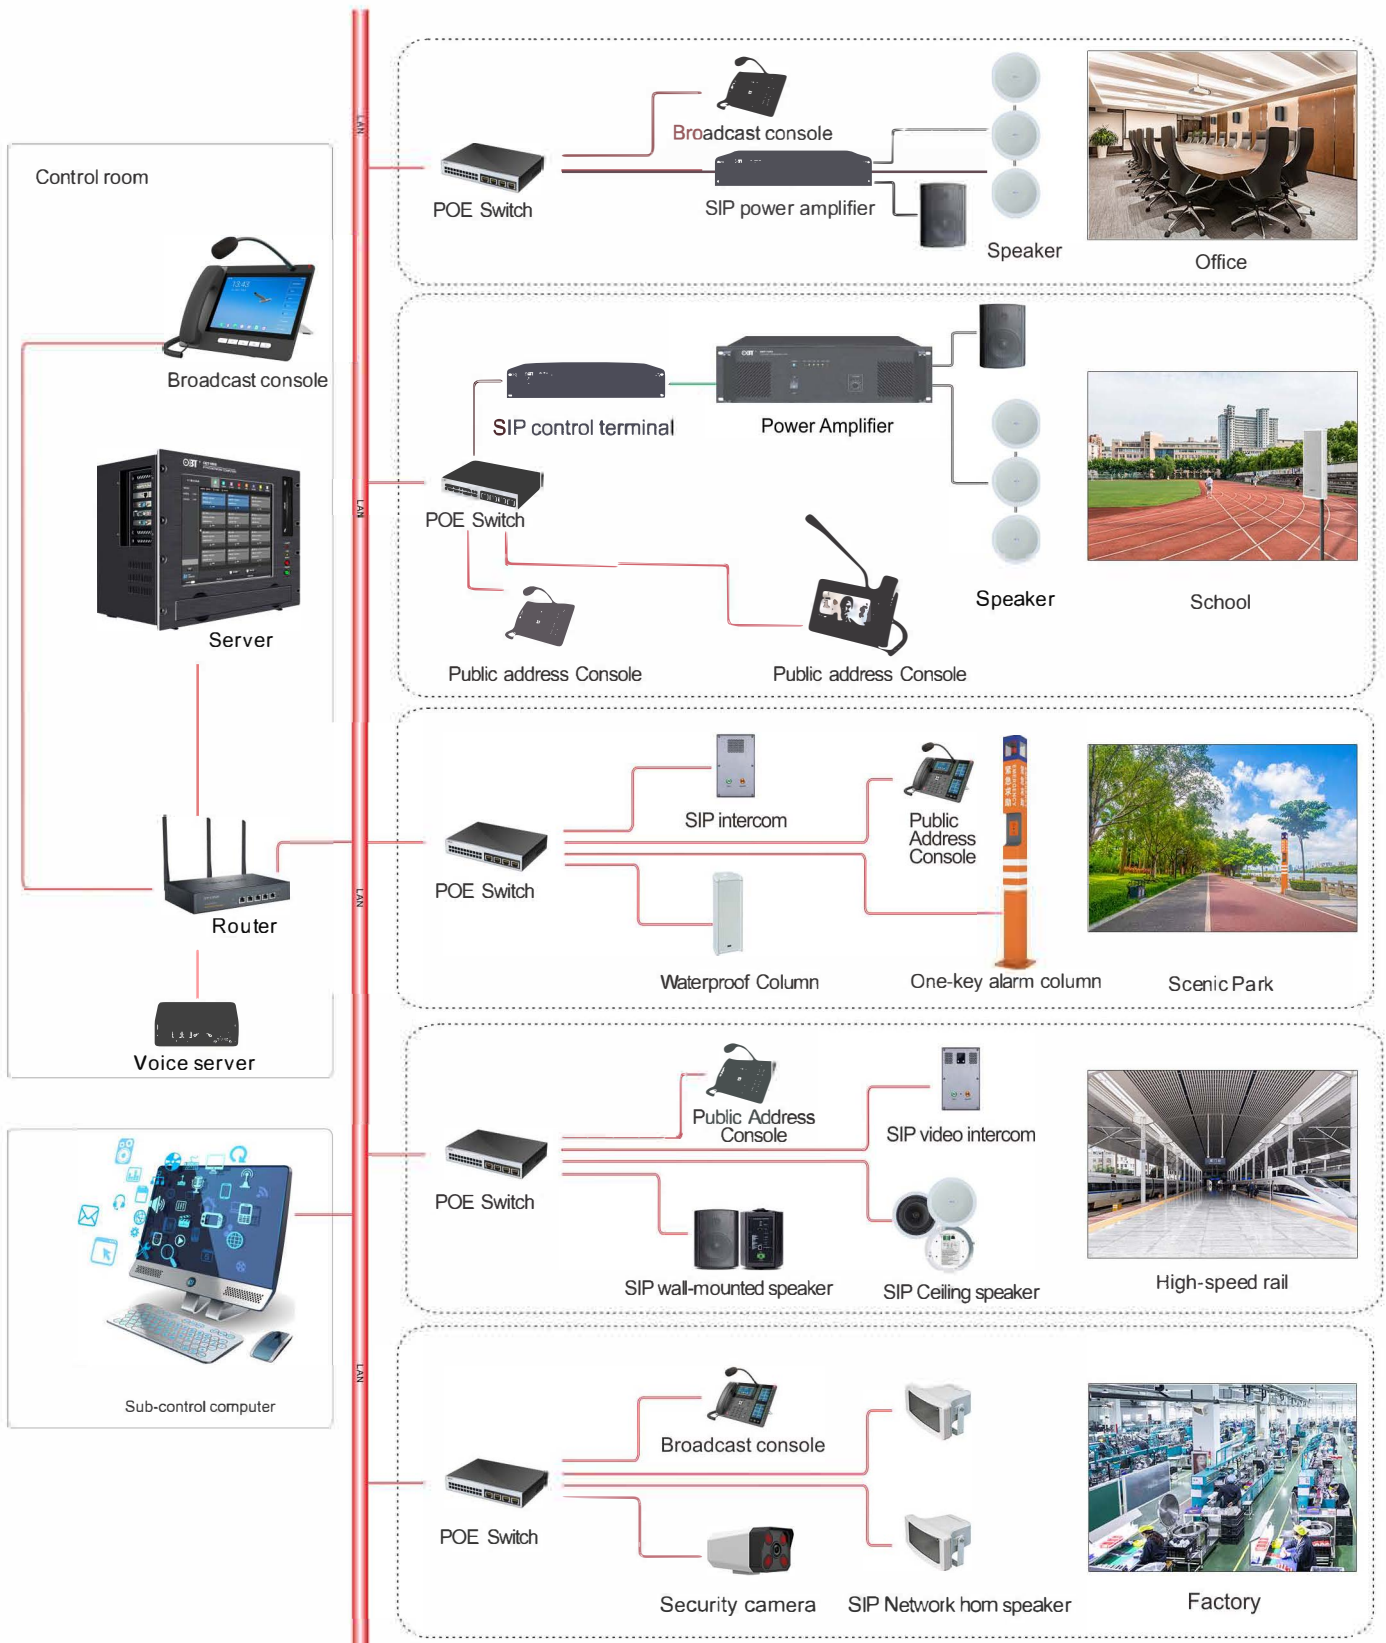 LAN
Control room
Broadcast console
POE Switch
SIP power amplifier
Speaker
Office
13:43
Broadcast console
OBT
SIP control terminal
Power Amplifier
LAN
POE Switch
Speaker
School
Server
Public address Console
Public address Console
SIP intercom
Public
Address
Console
EMERGENCY
POE Switch
LAN
Router
Waterproof Column
One-key alarm column
Scenic Park
Voice server
Public Address
Console
SIP video intercom
POE Switch
SIP wall-mounted speaker
SIP Ceiling speaker
High-speed rail
LAN
Sub-control computer
Broadcast console
POE Switch
Security camera
SIP Network horn speaker
Factory